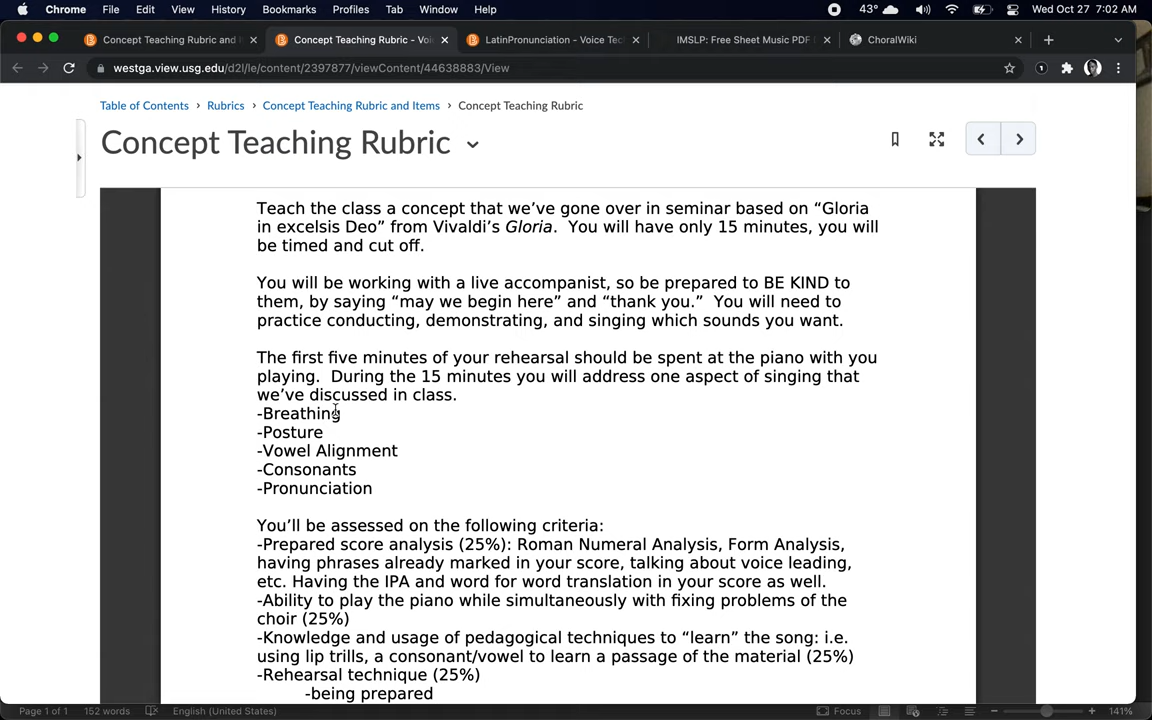 Chrome File Edit View History Bookmarks Profiles Tab Window Help 43° Wed Oct 27 7:02 AM
Concept Teaching Rubric and Concept Teaching Rubric - Voi LatinPronunciation - Voice Tec IMSLP: Free Sheet Music PDF ChoralWiki
westga.view.usg.edu/d2l/le/content/2397877/viewContent/44638883/View
Table of Contents › Rubrics › Concept Teaching Rubric and Items › Concept Teaching Rubric
Concept Teaching Rubric
Teach the class a concept that we've gone over in seminar based on "Gloria
in excelsis Deo" from Vivaldi's Gloria. You will have only 15 minutes, you will
be timed and cut off.
You will be working with a live accompanist, so be prepared to BE KIND to
them, by saying "may we begin here" and "thank you." You will need to
practice conducting, demonstrating, and singing which sounds you want.
The first five minutes of your rehearsal should be spent at the piano with you
playing. During the 15 minutes you will address one aspect of singing that
we've discussed in class.
-Breathing
-Posture
-Vowel Alignment
-Consonants
-Pronunciation
You'll be assessed on the following criteria:
-Prepared score analysis (25%): Roman Numeral Analysis, Form Analysis,
having phrases already marked in your score, talking about voice leading,
etc. Having the IPA and word for word translation in your score as well.
-Ability to play the piano while simultaneously with fixing problems of the
choir (25%)
-Knowledge and usage of pedagogical techniques to "learn" the song: i.e.
using lip trills, a consonant/vowel to learn a passage of the material (25%)
-Rehearsal technique (25%)
-being prepared
Page 1 of 1 152 words English (United States) Focus 141%